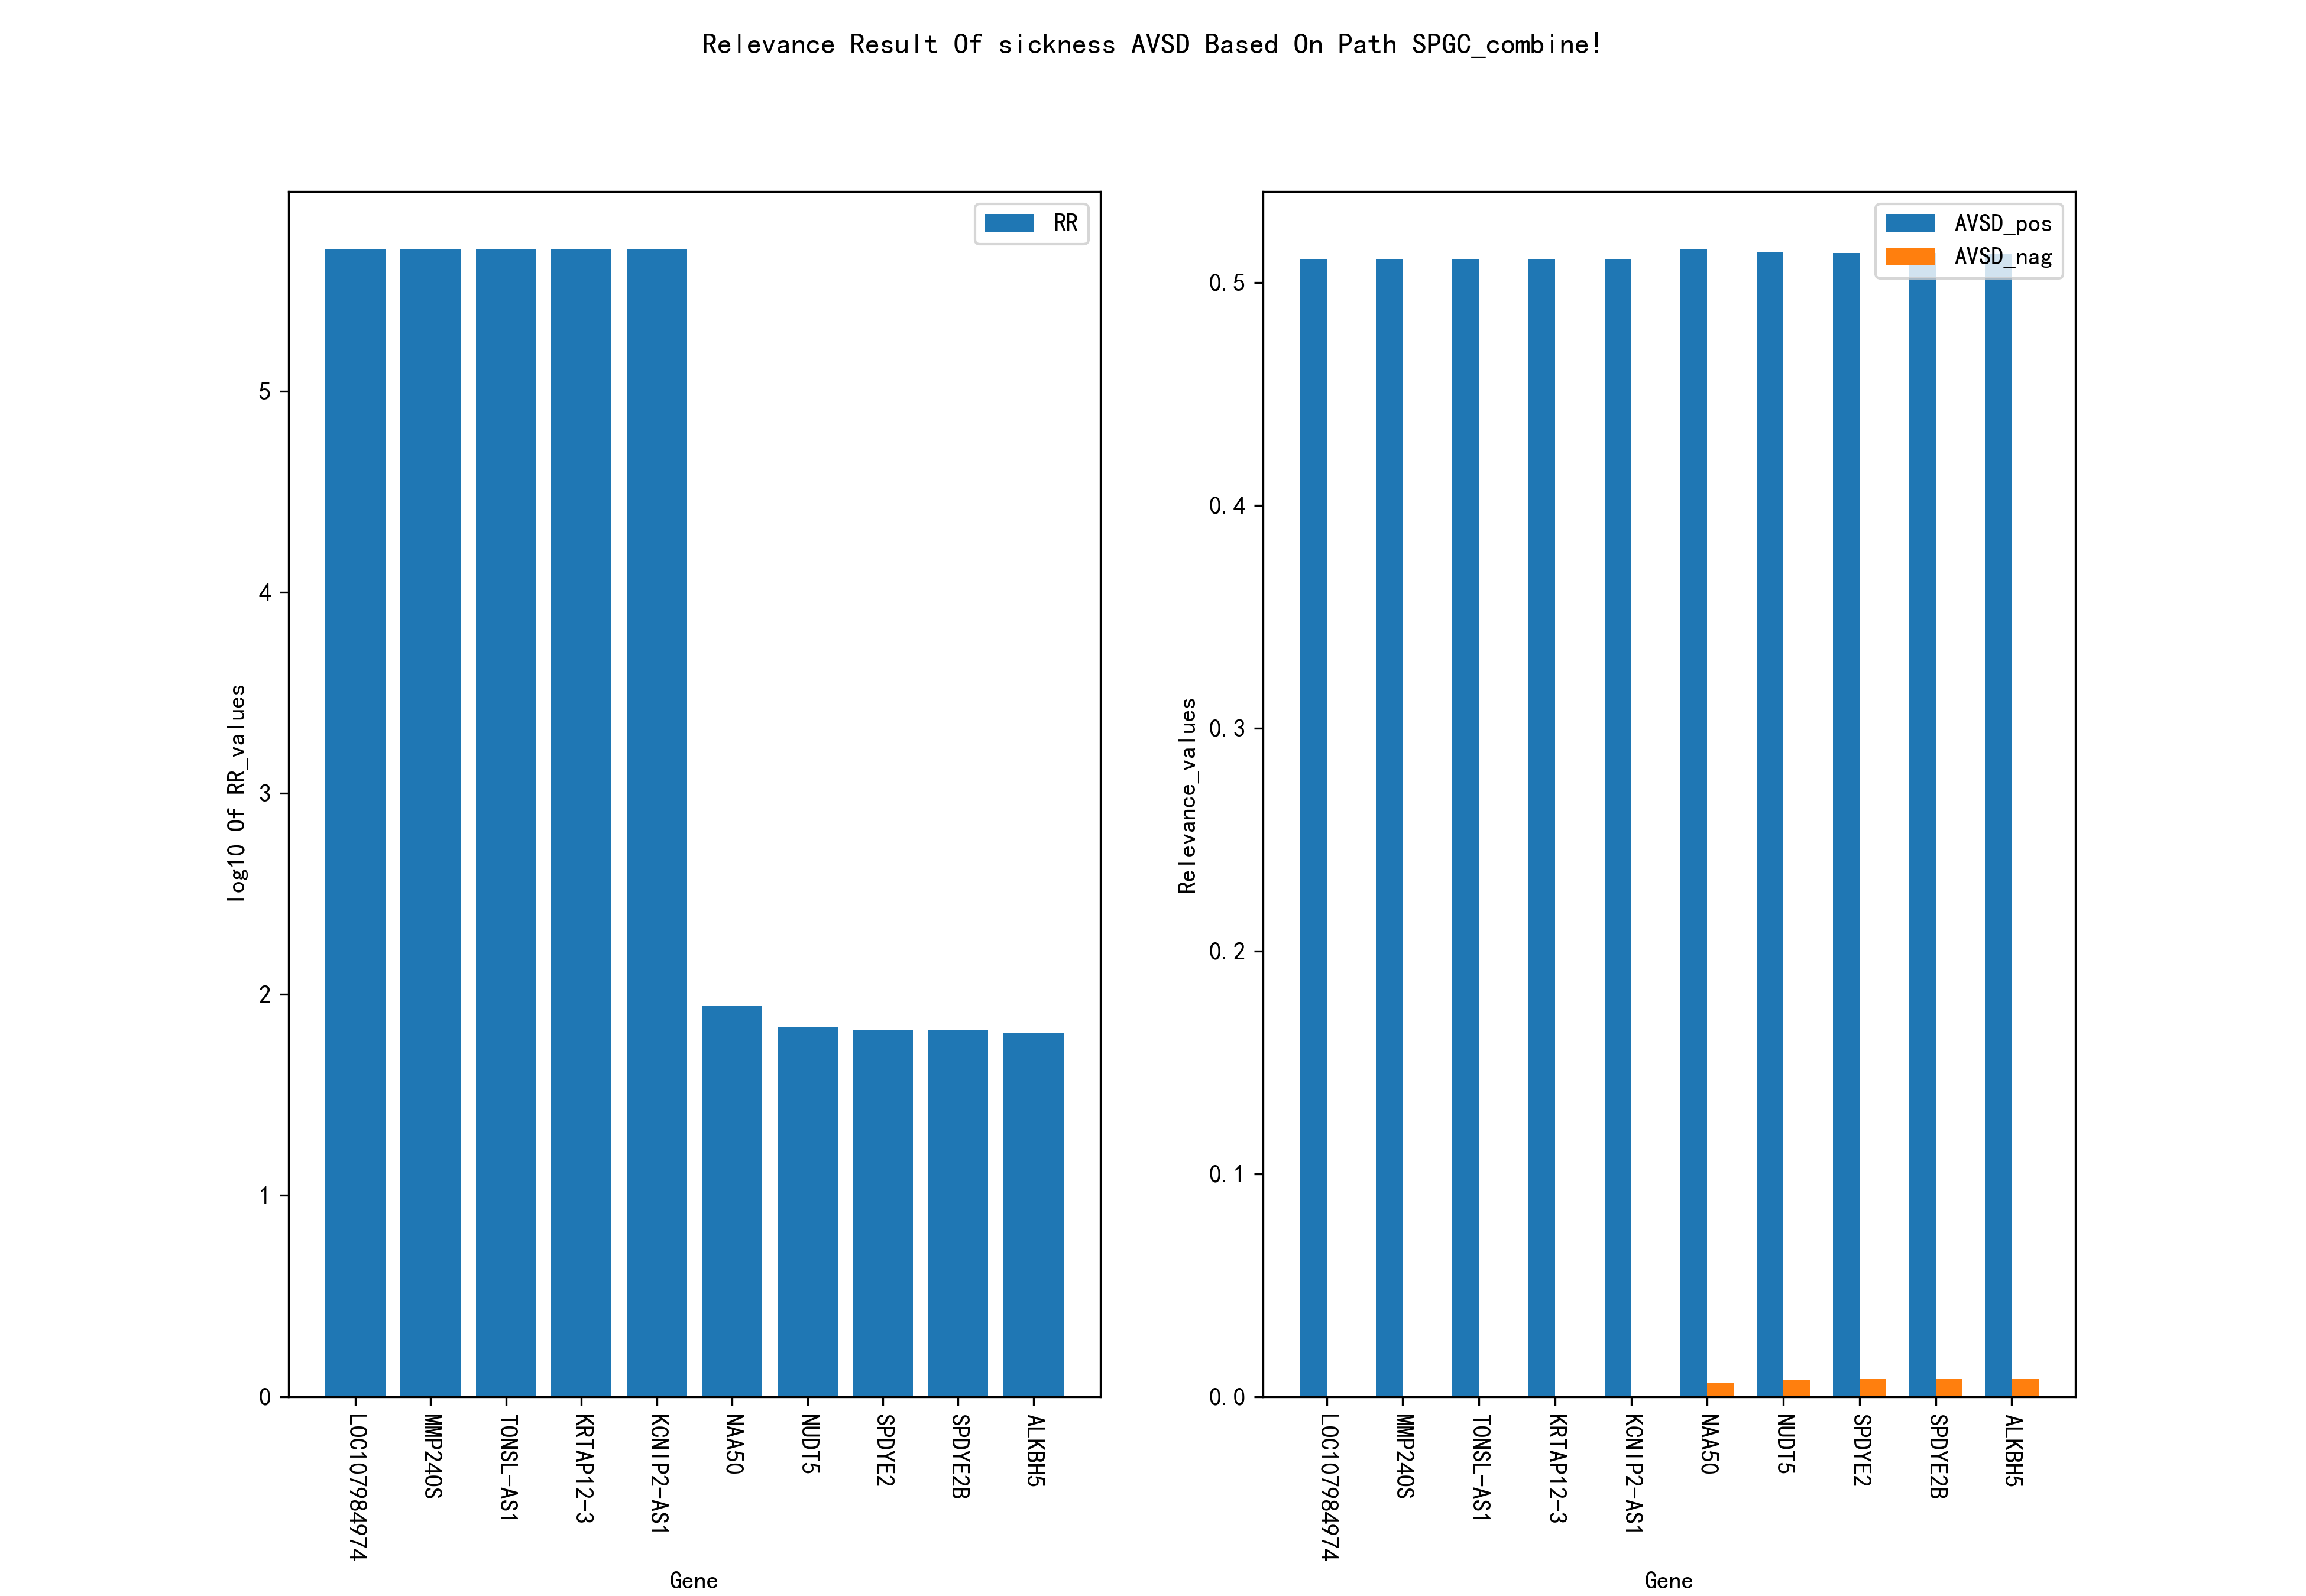 Relevance Result Of sickness AVSD Based On Path SPGC_combine!
RR
5
4
3
2
1
0
log10 Of RR_values
LOC107984974
MMP24OS
TONSL-AS1
KRTAP12-3
KCNIP2-AS1
NAA50
NUDT5
SPDYE2
SPDYE2B
ALKBH5
Gene
AVSD_pos
AVSD_nag
0.5
0.4
0.3
0.2
0.1
0.0
Relevance_values
LOC107984974
MMP24OS
TONSL-AS1
KRTAP12-3
KCNIP2-AS1
NAA50
NUDT5
SPDYE2
SPDYE2B
ALKBH5
Gene